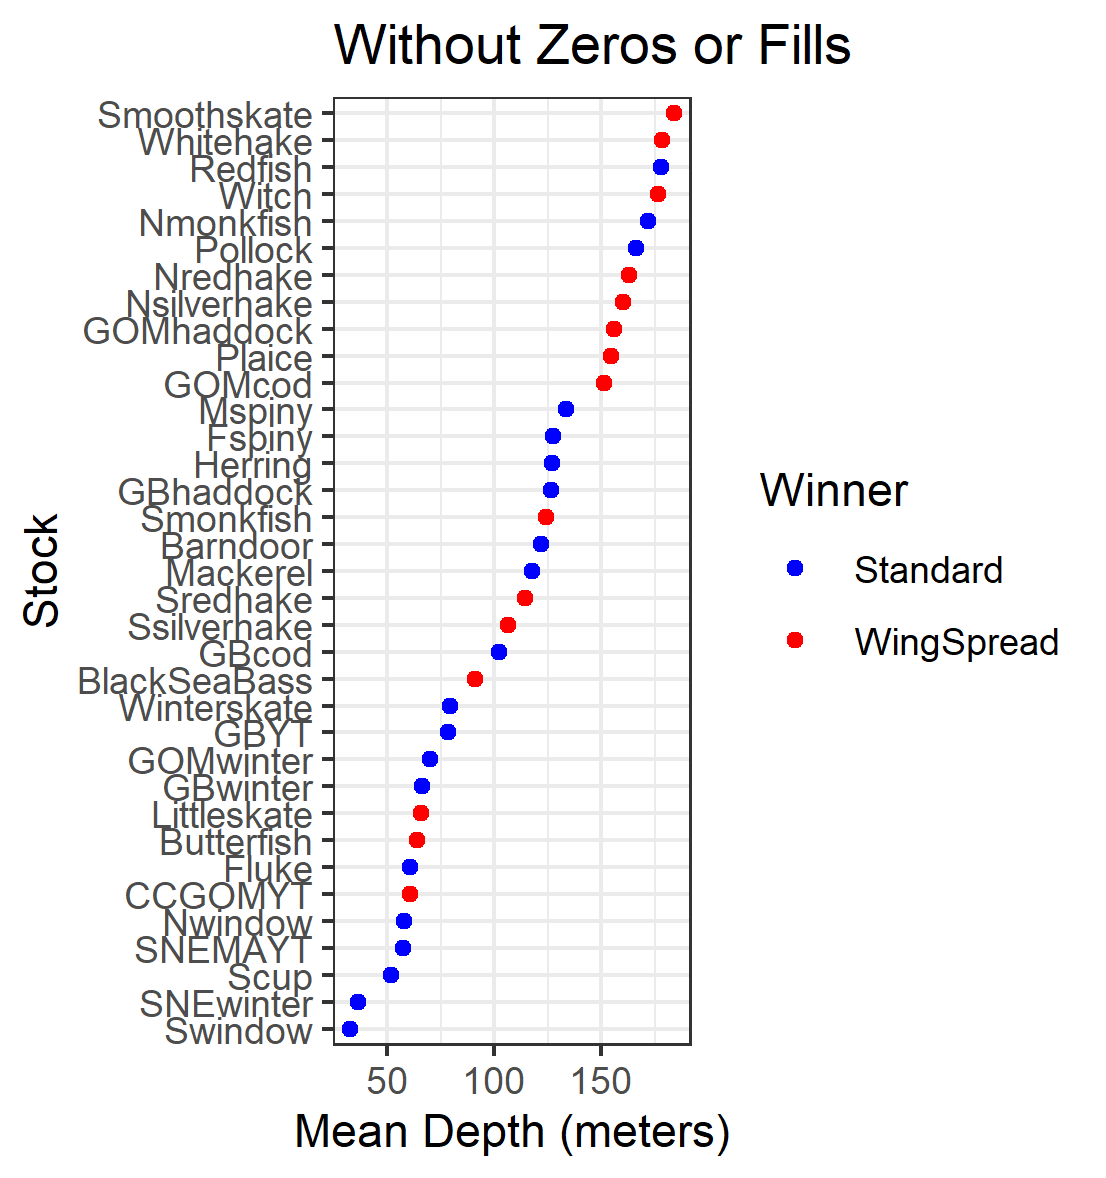 Without Zeros or Fills
Stock
Smoothskate
Whitehake
Redfish
Witch
Nmonkfish
Pollock
Nredhake
Nsilverhake
GOMhaddock
Plaice
GOMcod
Mspiny
Fspiny
Herring
GBhaddock
Smonkfish
Barndoor
Mackerel
Sredhake
Ssilverhake
GBcod
BlackSeaBass
Winterskate
GBYT
GOMwinter
GBwinter
Littleskate
Butterfish
Fluke
CCGOMYT
Nwindow
SNEMAYT
Scup
SNEwinter
Swindow
50 100 150
Mean Depth (meters)
Winner
Standard
WingSpread